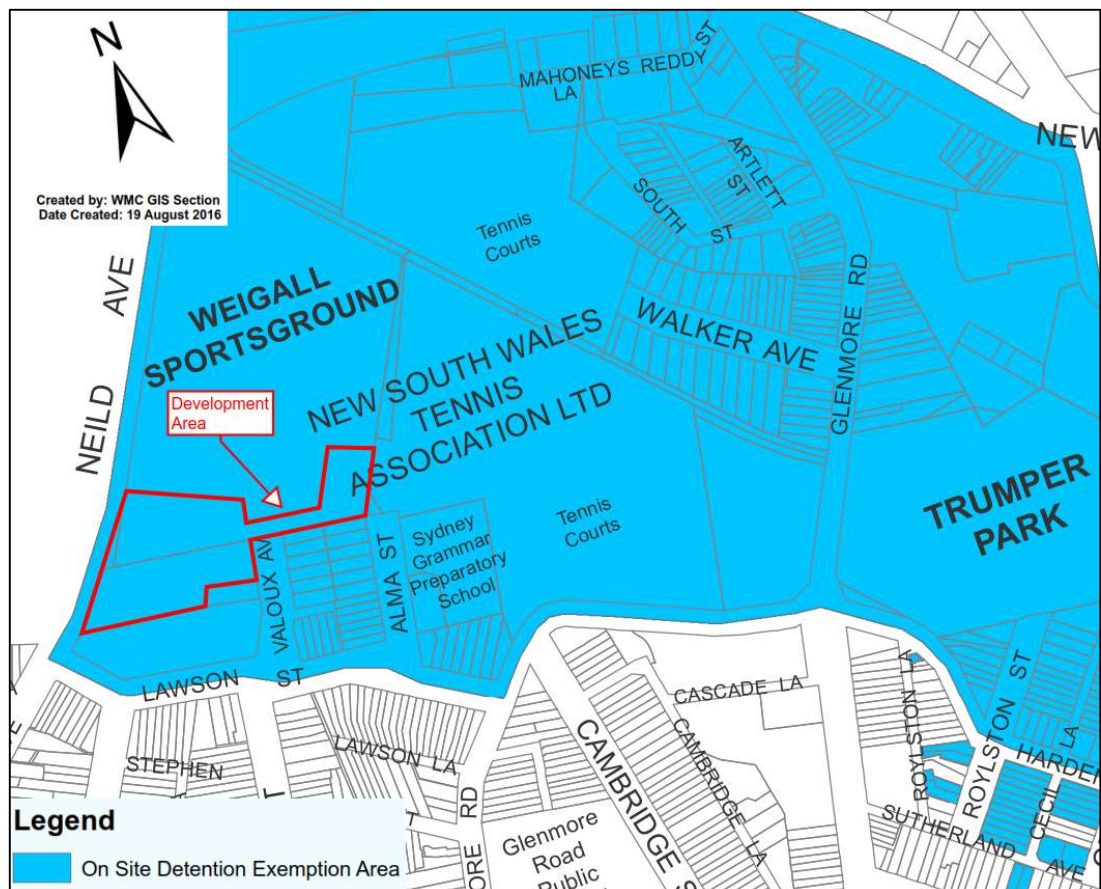 N
Created by: WMC GIS Section
Date Created: 19 August 2016
MAHONEYS REDDY ST
LA
NEW
ARTLETT
ST
SOUTH ST
Tennis
Courts
NEILD AVE
WEIGALL
SPORTSGROUND
WALKER AVE
GLENMORE RD
NEW SOUTH WALES
TENNIS
ASSOCIATION LTD
Development
Area
TRUMPER
PARK
Tennis
Courts
Sydney
Grammar
Preparatory
School
VALOUX AV
ALMA ST
LAWSON ST
CASCADE LA
ROYLSTON LA
ROYLSTON ST
LAWSON LA
CAMBRIDGE S
CAMBRIDGE LA
STEPHEN
HARDEN
LA
CECIL
SUTHERLAND AVE
ORE RD
Glenmore
Road
Public
Legend
On Site Detention Exemption Area